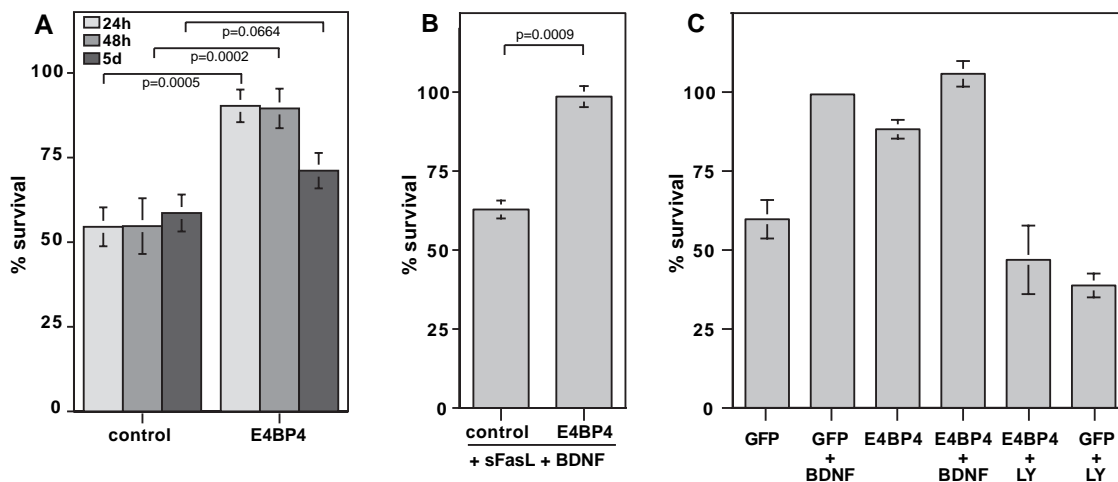 A
24h
48h
5d
p=0.0664
p=0.0002
p=0.0005
% survival
100
75
50
25
0
control
E4BP4
B
p=0.0009
% survival
100
75
50
25
0
control
E4BP4
+ sFasL + BDNF
C
% survival
100
75
50
25
0
GFP
GFP
+
BDNF
E4BP4
E4BP4
+
BDNF
E4BP4
+
LY
GFP
+
LY